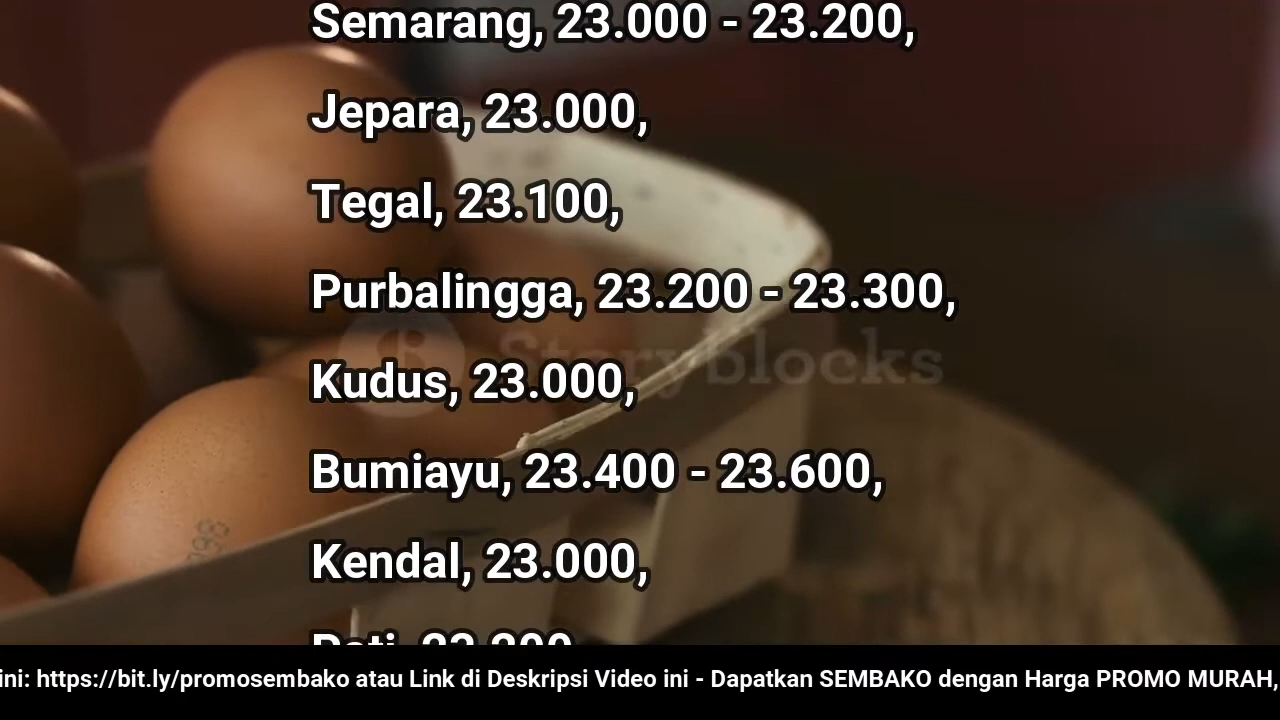 Semarang, 23.000 - 23.200,
Jepara, 23.000,
Tegal, 23.100,
Purbalingga, 23.200 - 23.300,
Storyblocks
Kudus, 23.000,
Bumiayu, 23.400 - 23.600,
Kendal, 23.000,
ini: https://bit.ly/promosembako atau Link di Deskripsi Video ini - Dapatkan SEMBAKO dengan Harga PROMO MURAH,